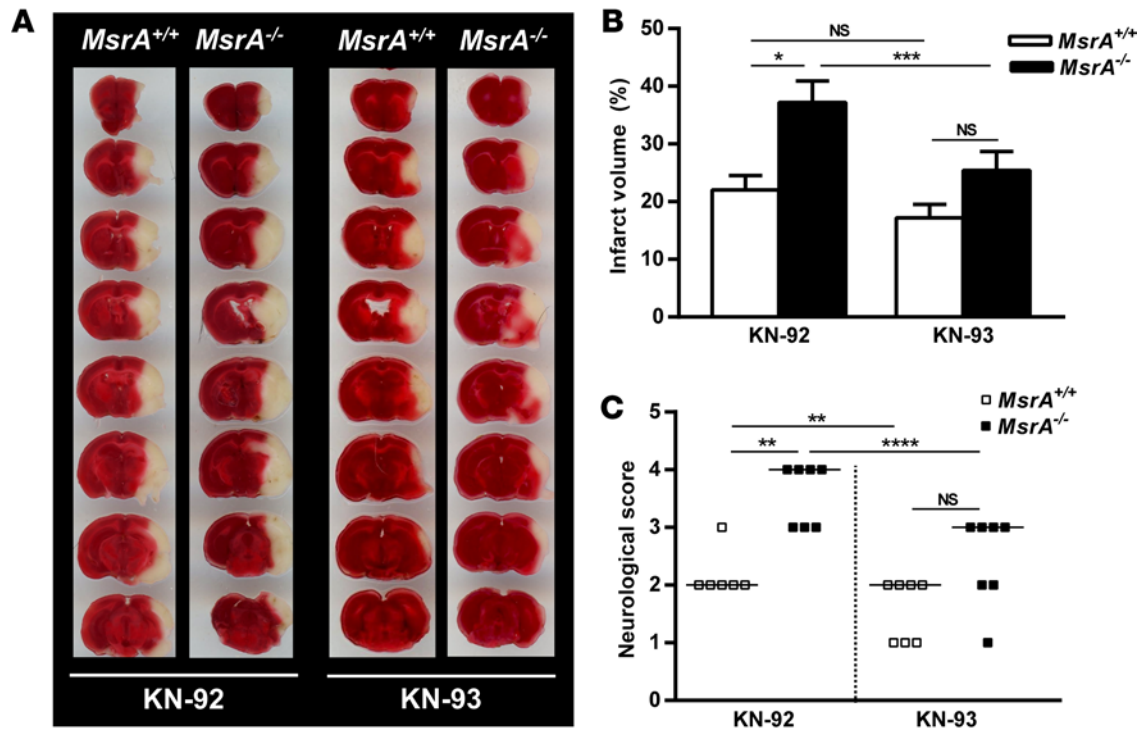 A
MsrA+/+ MsrA-/- MsrA+/+ MsrA-/-
KN-92 KN-93
B
Infarct volume (%)
50
40
30
20
10
0
NS
* ***
NS
MsrA+/+
MsrA-/-
KN-92 KN-93
C
Neurological score
5
4
3
2
1
0
MsrA+/+
MsrA-/-
**
** ****
NS
KN-92 KN-93